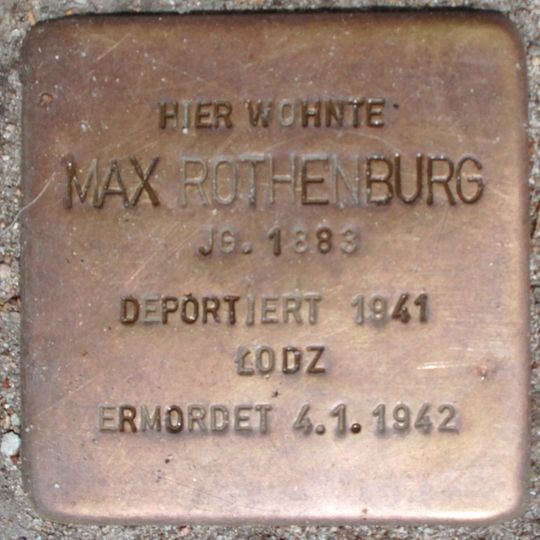 HIER WOHNTE
MAX ROTHENBURG
JG. 1883
DEPORTIERT 1941
ŁODZ
ERMORDET 4.1.1942